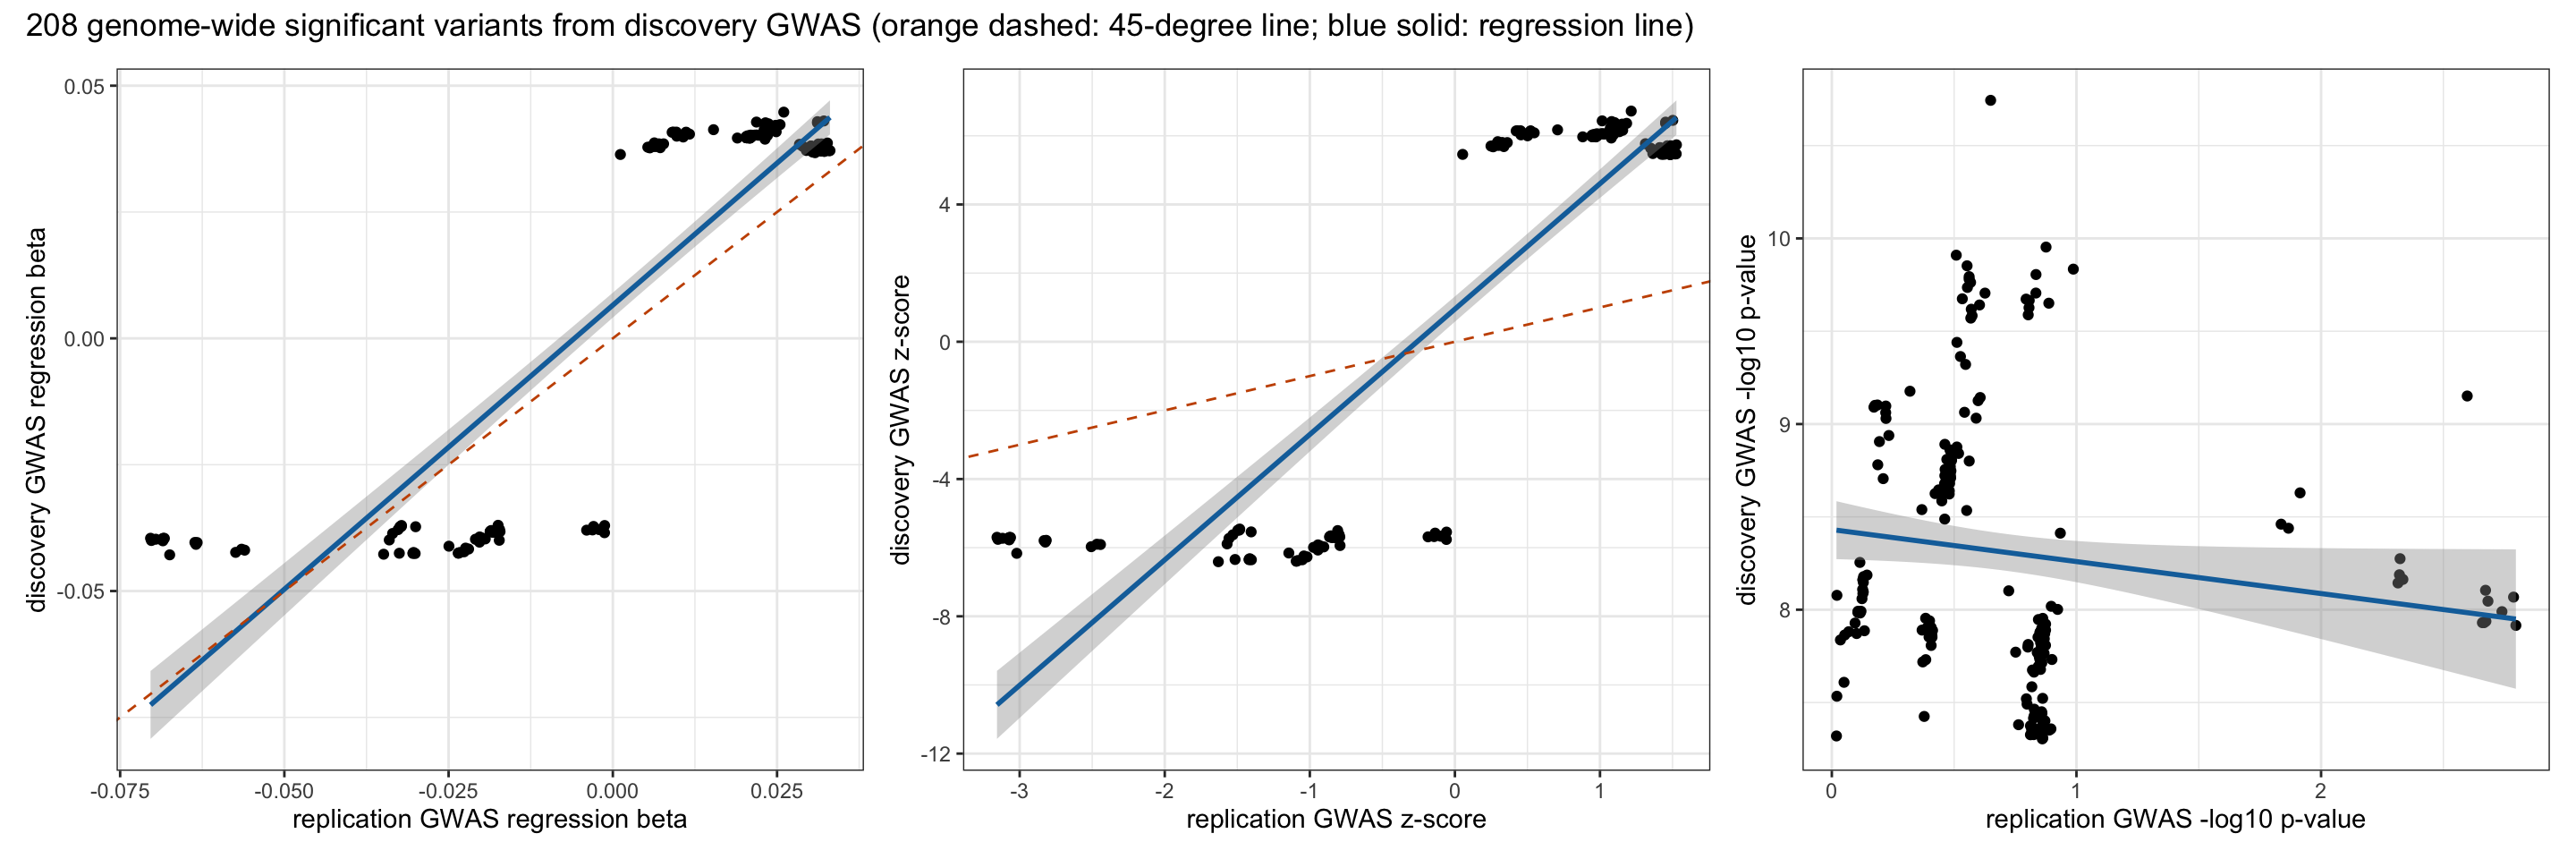 208 genome-wide significant variants from discovery GWAS (orange dashed: 45-degree line; blue solid: regression line)
discovery GWAS regression beta
0.05
0.00
-0.05
-0.075 -0.050 -0.025 0.000 0.025
replication GWAS regression beta
discovery GWAS z-score
4
0
-4
-8
-12
-3 -2 -1 0 1
replication GWAS z-score
discovery GWAS -log10 p-value
10
9
8
0 1 2
replication GWAS -log10 p-value